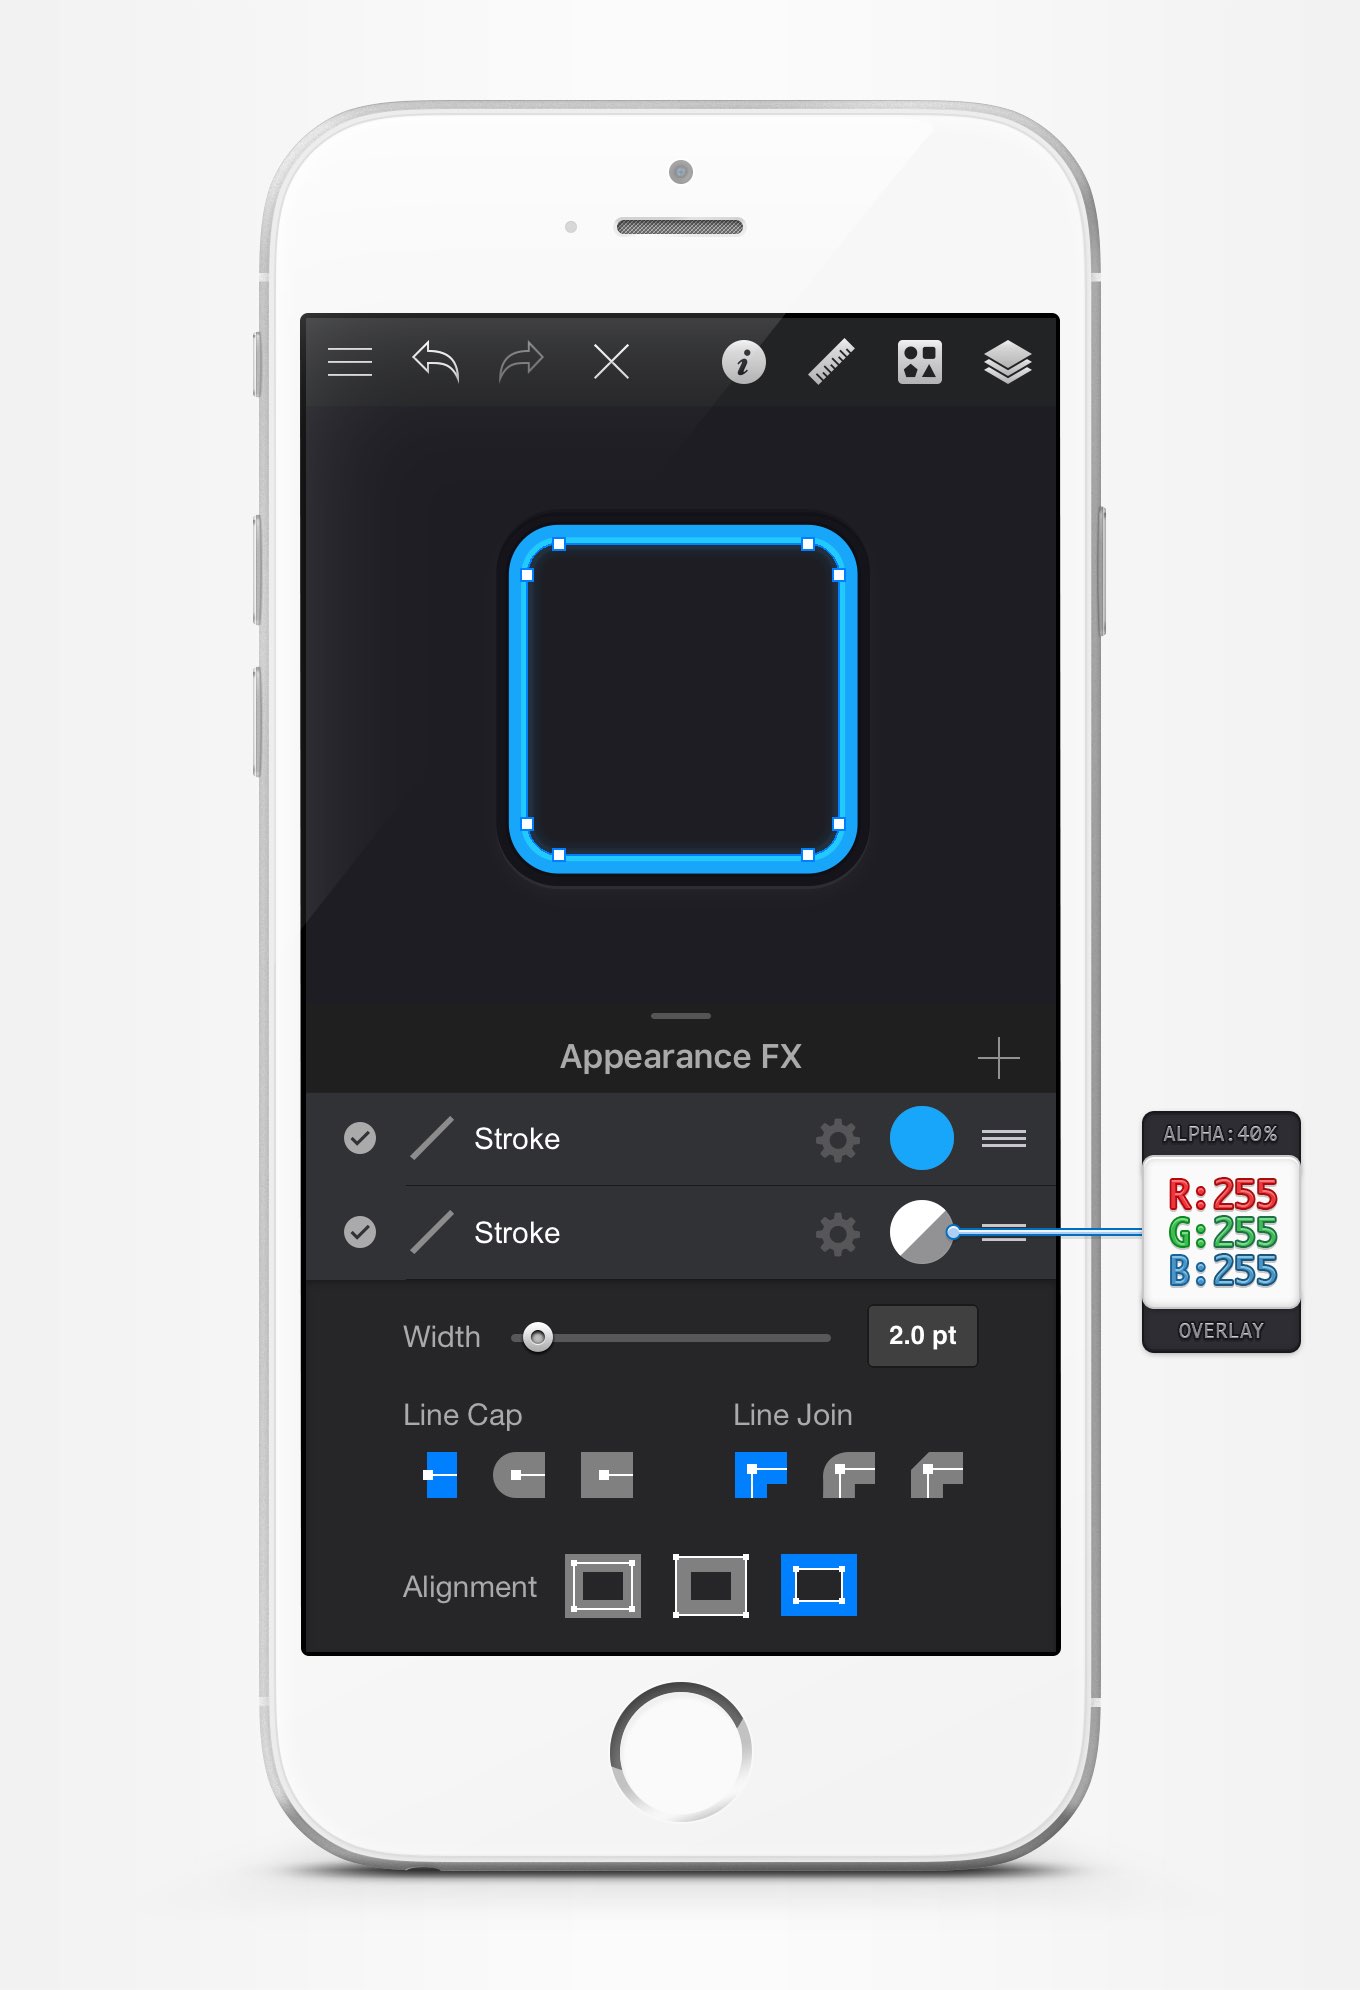 Appearance FX
Stroke
Stroke
ALPHA:40%
R:255
G:255
B:255
OVERLAY
Width
2.0 pt
Line Cap
Line Join
Alignment